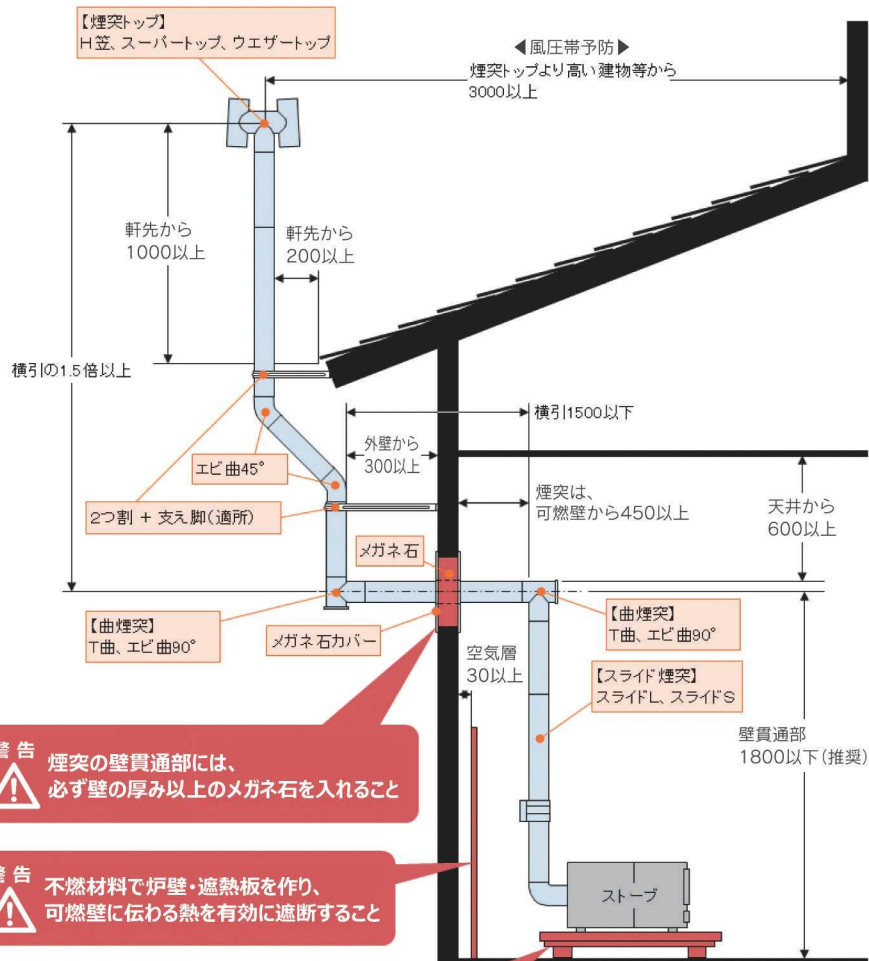 【煙突トップ】
H笠、スーパートップ、ウエザートップ
◀風圧帯予防▶
煙突トップより高い建物等から
3000以上
軒先から
1000以上
軒先から
200以上
横引の1.5倍以上
横引1500以下
外壁から
300以上
エビ曲45°
煙突は、
可燃壁から450以上
天井から
600以上
2つ割 + 支え脚(適所)
メガネ石
【曲煙突】
T曲、エビ曲90°
メガネ石カバー
【曲煙突】
T曲、エビ曲90°
空気層
30以上
【スライド煙突】
スライドL、スライドS
壁貫通部
1800以下(推奨)
警告
煙突の壁貫通部には、
必ず壁の厚み以上のメガネ石を入れること
警告
不燃材料で炉壁・遮熱板を作り、
可燃壁に伝わる熱を有効に遮断すること
ストーブ